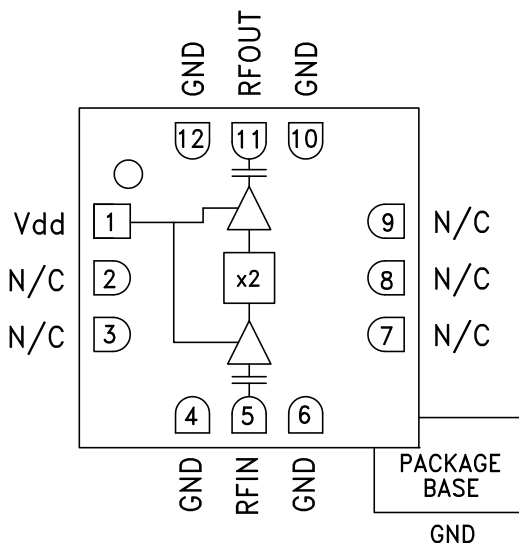 GND
RFOUT
GND
12
11
10
Vdd
1
9
N/C
N/C
2
x2
8
N/C
N/C
3
7
N/C
4
5
6
GND
RFIN
GND
PACKAGE
BASE
GND